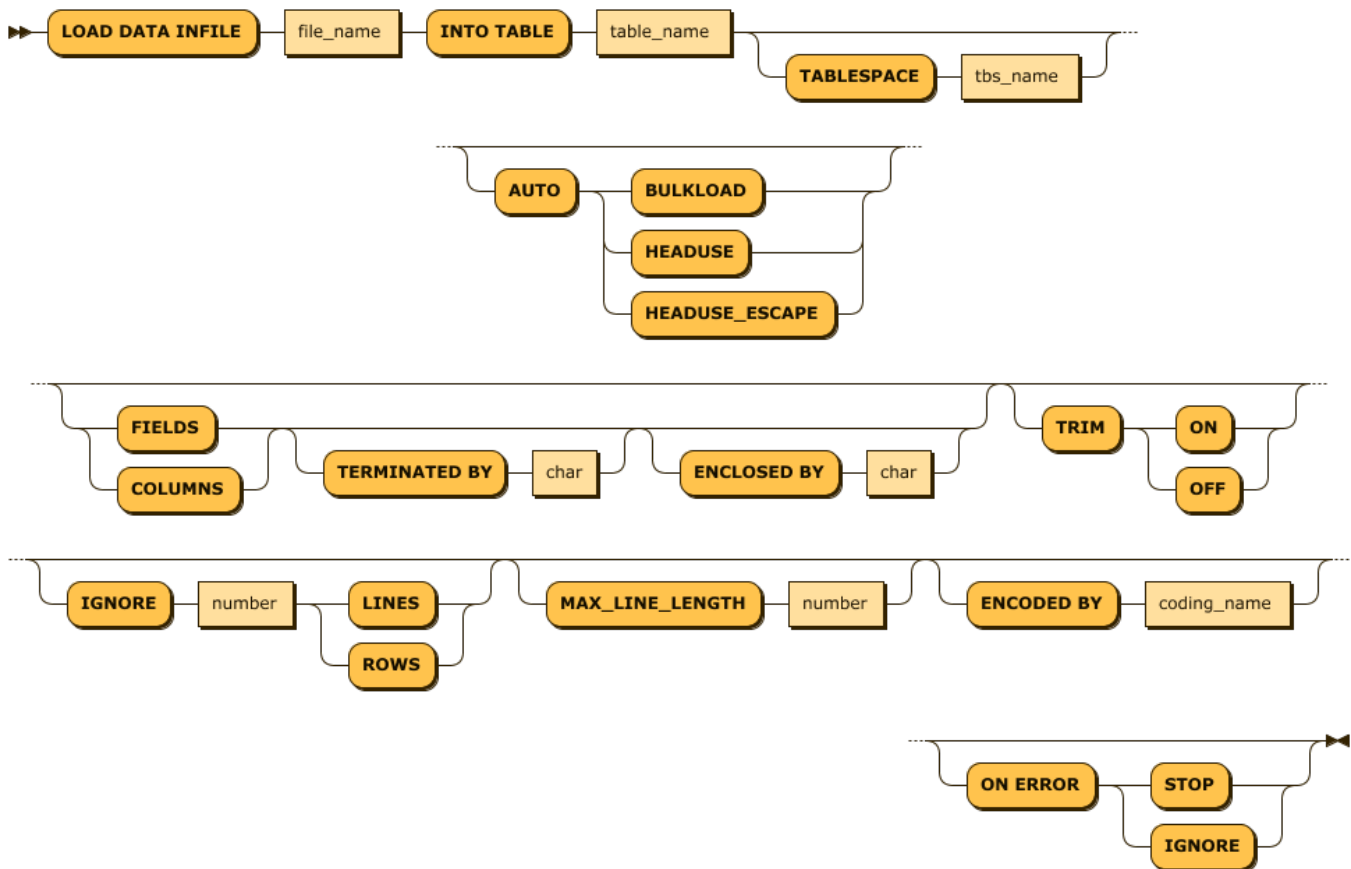 LOAD DATA INFILE file_name INTO TABLE table_name
TABLESPACE tbs_name
AUTO BULKLOAD
HEADUSE
HEADUSE_ESCAPE
FIELDS TRIM ON
COLUMNS TERMINATED BY char ENCLOSED BY char OFF
IGNORE number LINES MAX_LINE_LENGTH number ENCODED BY coding_name
ROWS
ON ERROR STOP
IGNORE